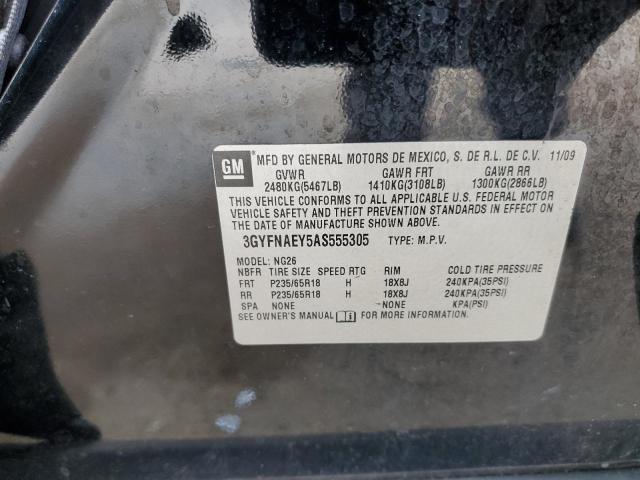 GM
MFD BY GENERAL MOTORS DE MEXICO, S. DE R.L. DE C.V. 11/09
GVWR GAWR FRT GAWR RR
2480KG(5467LB) 1410KG(3108LB) 1300KG(2866LB)
THIS VEHICLE CONFORMS TO ALL APPLICABLE U.S. FEDERAL MOTOR
VEHICLE SAFETY AND THEFT PREVENTION STANDARDS IN EFFECT ON
THE DATE OF MANUFACTURE SHOWN ABOVE.
3GYFNAEY5AS555305 TYPE: M.P.V.
MODEL: NG26
NBFR TIRE SIZE SPEED RTG RIM COLD TIRE PRESSURE
FRT P235/65R18 H 18X8J 240KPA(35PSI)
RR P235/65R18 H 18X8J 240KPA(35PSI)
SPA NONE NONE KPA(PSI)
SEE OWNER'S MANUAL FOR MORE INFORMATION.